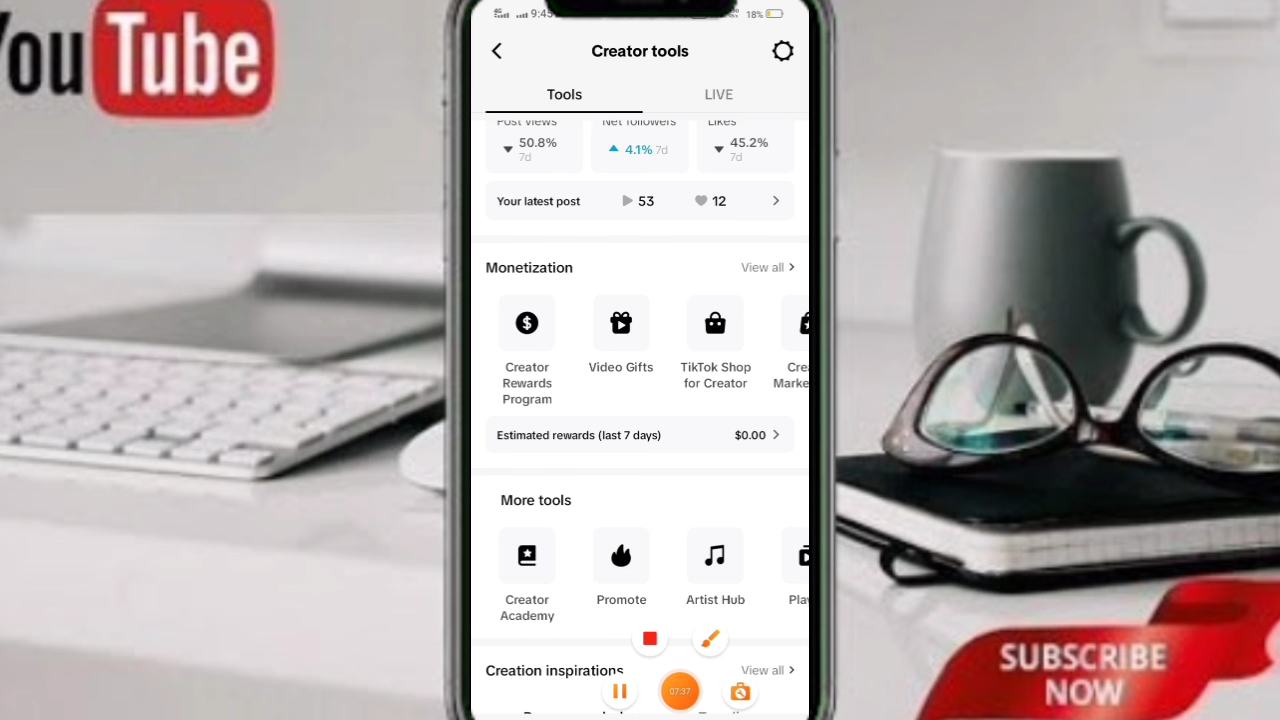 You Tube
4G 9:45 18%
Creator tools
Tools LIVE
Post views Net followers Likes
50.8% 4.1% 7d 45.2%
7d 7d
Your latest post 53 12
Monetization View all
Creator Rewards Program
Video Gifts
TikTok Shop for Creator
Estimated rewards (last 7 days) $0.00
More tools
Creator Academy
Promote
Artist Hub
Creation inspirations View all
07:37
SUBSCRIBE
NOW